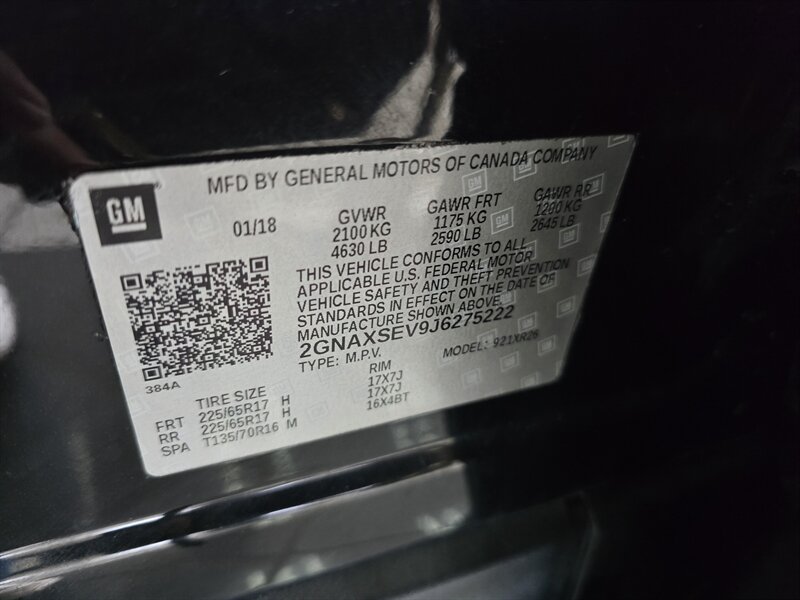 GM
MFD BY GENERAL MOTORS OF CANADA COMPANY
01/18 GVWR GAWR FRT GAWR RR
2100 KG 1175 KG 1200 KG
4630 LB 2590 LB 2645 LB
THIS VEHICLE CONFORMS TO ALL
APPLICABLE U.S. FEDERAL MOTOR
VEHICLE SAFETY AND THEFT PREVENTION
STANDARDS IN EFFECT ON THE DATE OF
MANUFACTURE SHOWN ABOVE.
2GNAXSEV9J6275222
TYPE: M.P.V. MODEL: 921XR26
384A
TIRE SIZE RIM
FRT 225/65R17 H 17X7J
RR 225/65R17 H 17X7J
SPA T135/70R16 M 16X4BT